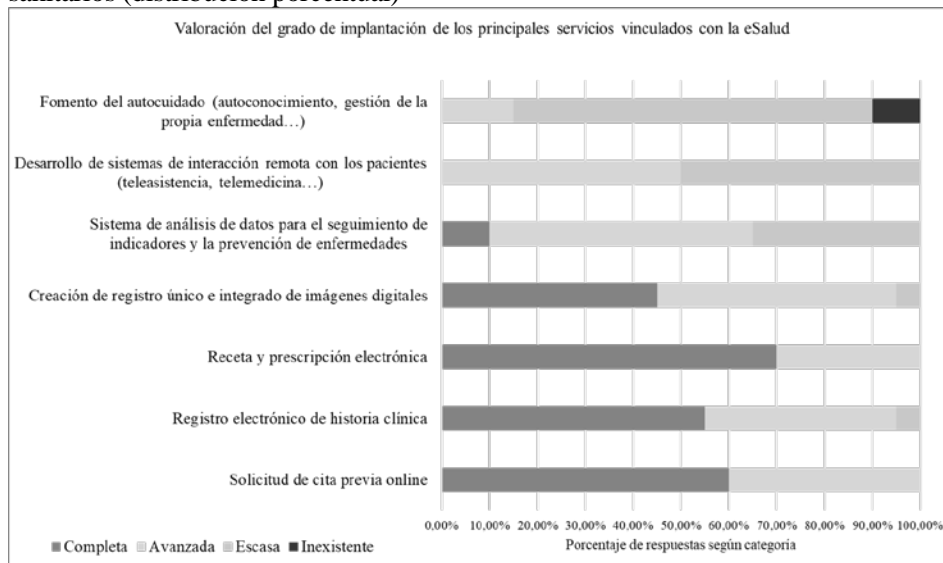 sanitarios (distribución porcentual)
Valoración del grado de implantación de los principales servicios vinculados con la eSalud
Fomento del autocuidado (autoconocimiento, gestión de la
propia enfermedad…)
Desarrollo de sistemas de interacción remota con los pacientes
(teleasistencia, telemedicina…)
Sistema de análisis de datos para el seguimiento de
indicadores y la prevención de enfermedades
Creación de registro único e integrado de imágenes digitales
Receta y prescripción electrónica
Registro electrónico de historia clínica
Solicitud de cita previa online
0,00% 10,00% 20,00% 30,00% 40,00% 50,00% 60,00% 70,00% 80,00% 90,00% 100,00%
Completa Avanzada Escasa Inexistente
Porcentaje de respuestas según categoría